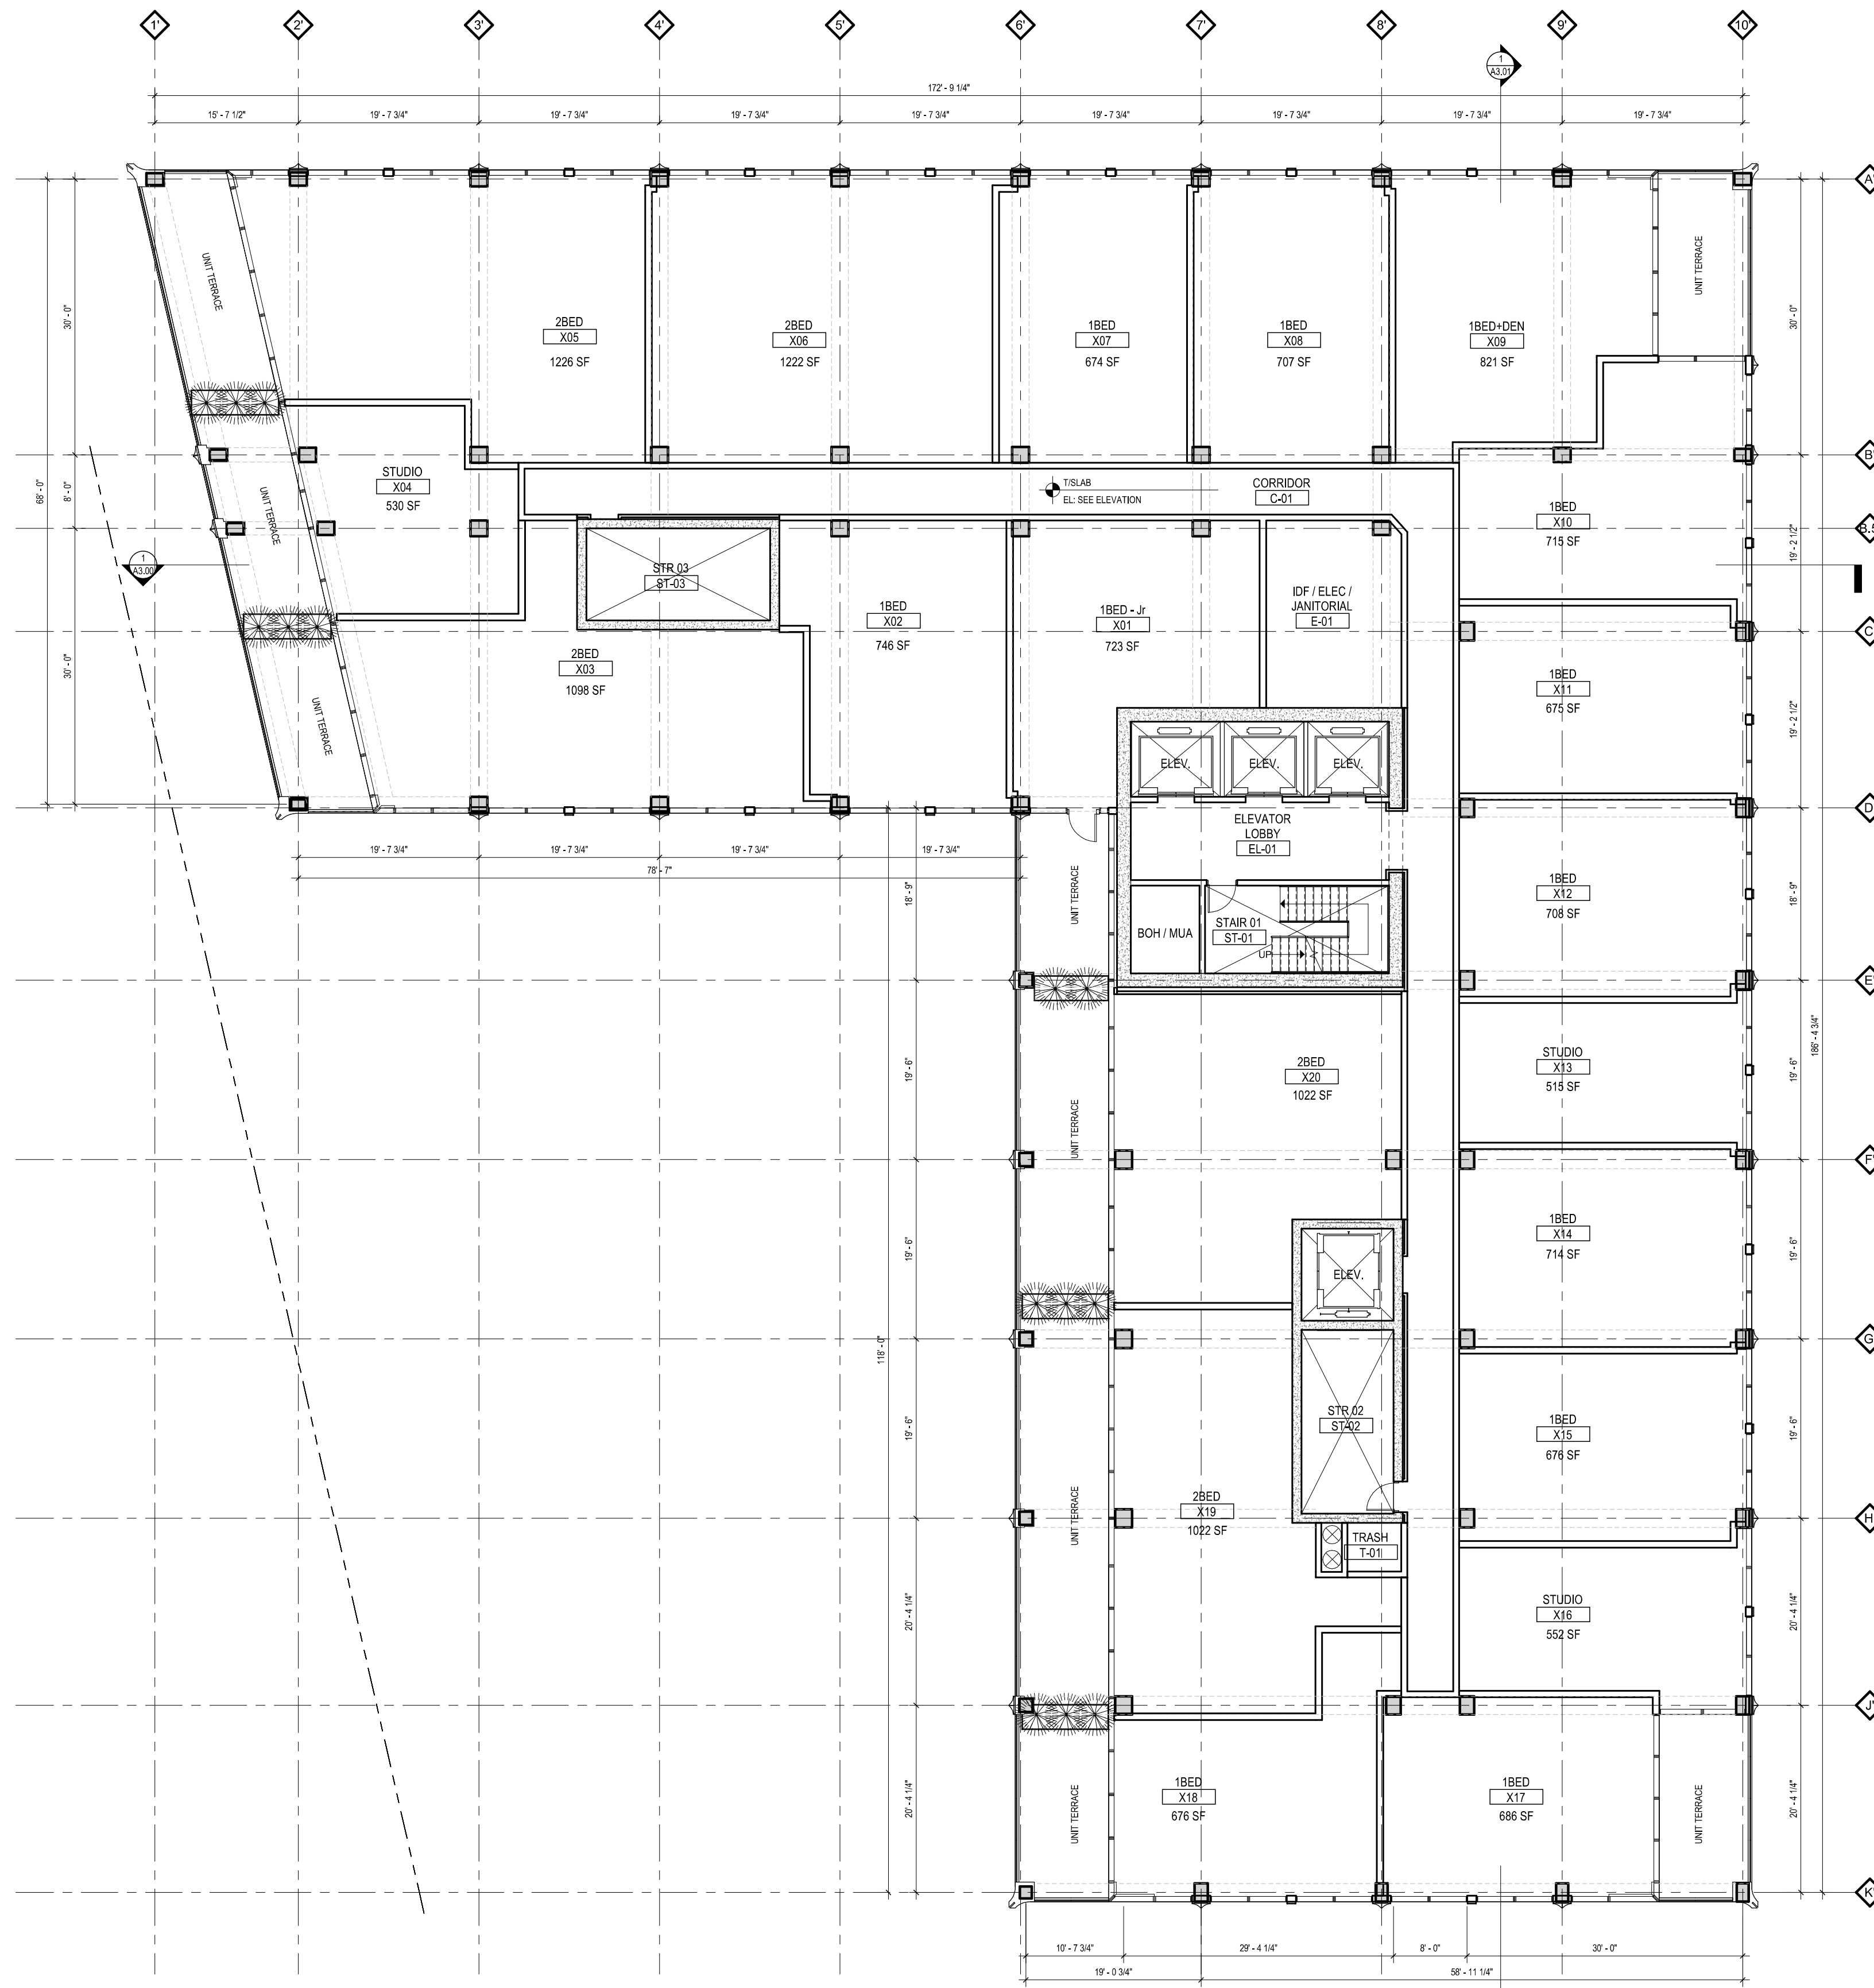 1'
2'
3'
4'
5'
6'
7'
8'
9'
10'
1
A3.01
172' - 9 1/4"
15' - 7 1/2"
19' - 7 3/4"
19' - 7 3/4"
19' - 7 3/4"
19' - 7 3/4"
19' - 7 3/4"
19' - 7 3/4"
19' - 7 3/4"
19' - 7 3/4"
A'
UNIT TERRACE
UNIT TERRACE
30' - 0"
30' - 0"
2BED
X05
1226 SF
2BED
X06
1222 SF
1BED
X07
674 SF
1BED
X08
707 SF
1BED+DEN
X09
821 SF
B'
68' - 0"
8' - 0"
STUDIO
X04
530 SF
UNIT TERRACE
T/SLAB
EL: SEE ELEVATION
CORRIDOR
C-01
1BED
X10
715 SF
19' - 2 1/2"
1
A3.00
STR 03
ST-03
1BED
X02
746 SF
1BED - Jr
X01
723 SF
IDF / ELEC /
JANITORIAL
E-01
C'
30' - 0"
2BED
X03
1098 SF
UNIT TERRACE
1BED
X11
675 SF
19' - 2 1/2"
ELEV.
ELEV.
ELEV.
D'
ELEVATOR
LOBBY
EL-01
19' - 7 3/4"
19' - 7 3/4"
19' - 7 3/4"
19' - 7 3/4"
78' - 7"
18' - 9"
UNIT TERRACE
BOH / MUA
STAIR 01
ST-01
UP
1BED
X12
708 SF
18' - 9"
E'
2BED
X20
1022 SF
STUDIO
X13
515 SF
19' - 6"
UNIT TERRACE
19' - 6"
186' - 4 3/4"
F'
1BED
X14
714 SF
19' - 6"
19' - 6"
ELEV.
118' - 0"
G'
STR 02
ST-02
1BED
X15
676 SF
19' - 6"
19' - 6"
2BED
X19
1022 SF
UNIT TERRACE
H'
TRASH
T-01
STUDIO
X16
552 SF
20' - 4 1/4"
20' - 4 1/4"
J'
1BED
X18
676 SF
1BED
X17
686 SF
UNIT TERRACE
UNIT TERRACE
20' - 4 1/4"
20' - 4 1/4"
K'
10' - 7 3/4"
29' - 4 1/4"
8' - 0"
30' - 0"
19' - 0 3/4"
58' - 11 1/4"